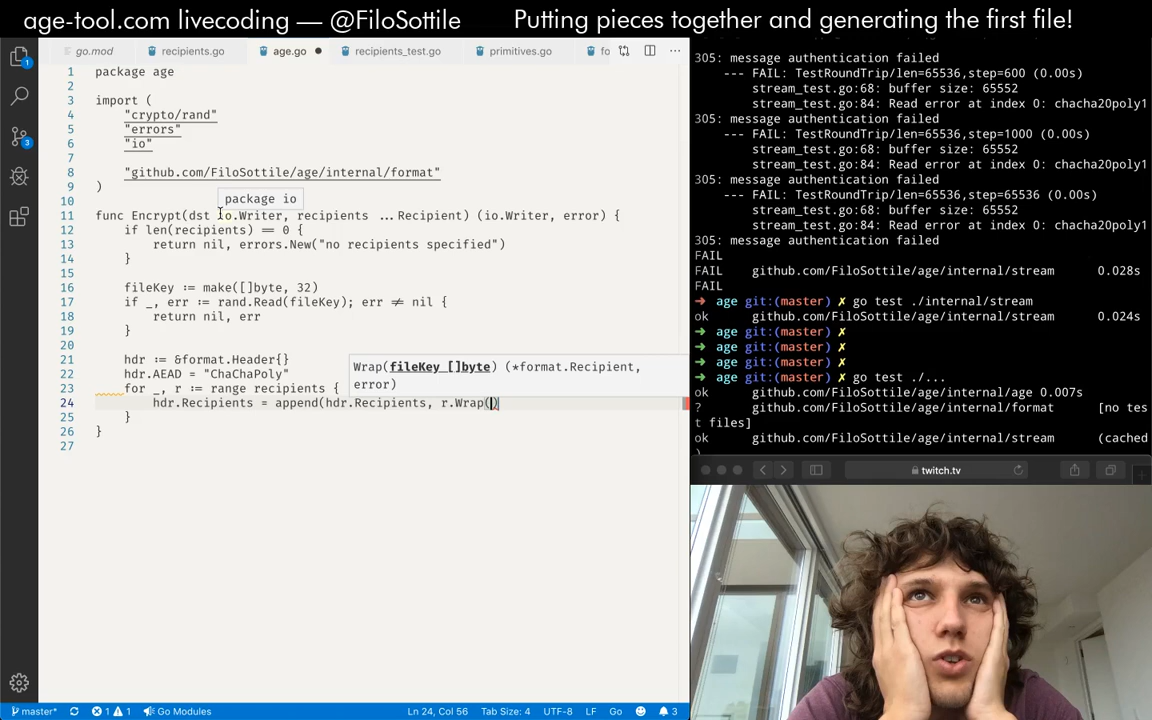 age-tool.com livecoding — @FiloSottile
Putting pieces together and generating the first file!
go.mod
recipients.go
age.go
recipients_test.go
primitives.go
fo
1 package age
2
3 import (
4 "crypto/rand"
5 "errors"
6 "io"
7
8 "github.com/FiloSottile/age/internal/format"
9 )
package io
10
11 func Encrypt(dst io.Writer, recipients ...Recipient) (io.Writer, error) {
12 if len(recipients) == 0 {
13 return nil, errors.New("no recipients specified")
14 }
15
16 fileKey := make([]byte, 32)
17 if _, err := rand.Read(fileKey); err ≠ nil {
18 return nil, err
19 }
20
21 hdr := &format.Header{}
22 hdr.AEAD = "ChaChaPoly"
23 for _, r := range recipients {
Wrap(fileKey []byte) (*format.Recipient,
error)
24 hdr.Recipients = append(hdr.Recipients, r.Wrap()
25 }
26 }
27
305: message authentication failed
--- FAIL: TestRoundTrip/len=65536,step=600 (0.00s)
stream_test.go:68: buffer size: 65552
stream_test.go:84: Read error at index 0: chacha20poly1
305: message authentication failed
--- FAIL: TestRoundTrip/len=65536,step=1000 (0.00s)
stream_test.go:68: buffer size: 65552
stream_test.go:84: Read error at index 0: chacha20poly1
305: message authentication failed
--- FAIL: TestRoundTrip/len=65536,step=65536 (0.00s)
stream_test.go:68: buffer size: 65552
stream_test.go:84: Read error at index 0: chacha20poly1
305: message authentication failed
FAIL
FAIL github.com/FiloSottile/age/internal/stream 0.028s
FAIL
→ age git:(master) ✗ go test ./internal/stream
ok github.com/FiloSottile/age/internal/stream 0.024s
→ age git:(master) ✗
→ age git:(master) ✗
→ age git:(master) ✗
→ age git:(master) ✗ go test ./...
ok github.com/FiloSottile/age/internal/age 0.007s
? github.com/FiloSottile/age/internal/format [no tes
t files]
ok github.com/FiloSottile/age/internal/stream (cached
)
twitch.tv
1
3
master*
1
1
Go Modules
Ln 24, Col 56
Tab Size: 4
UTF-8
LF
Go
3